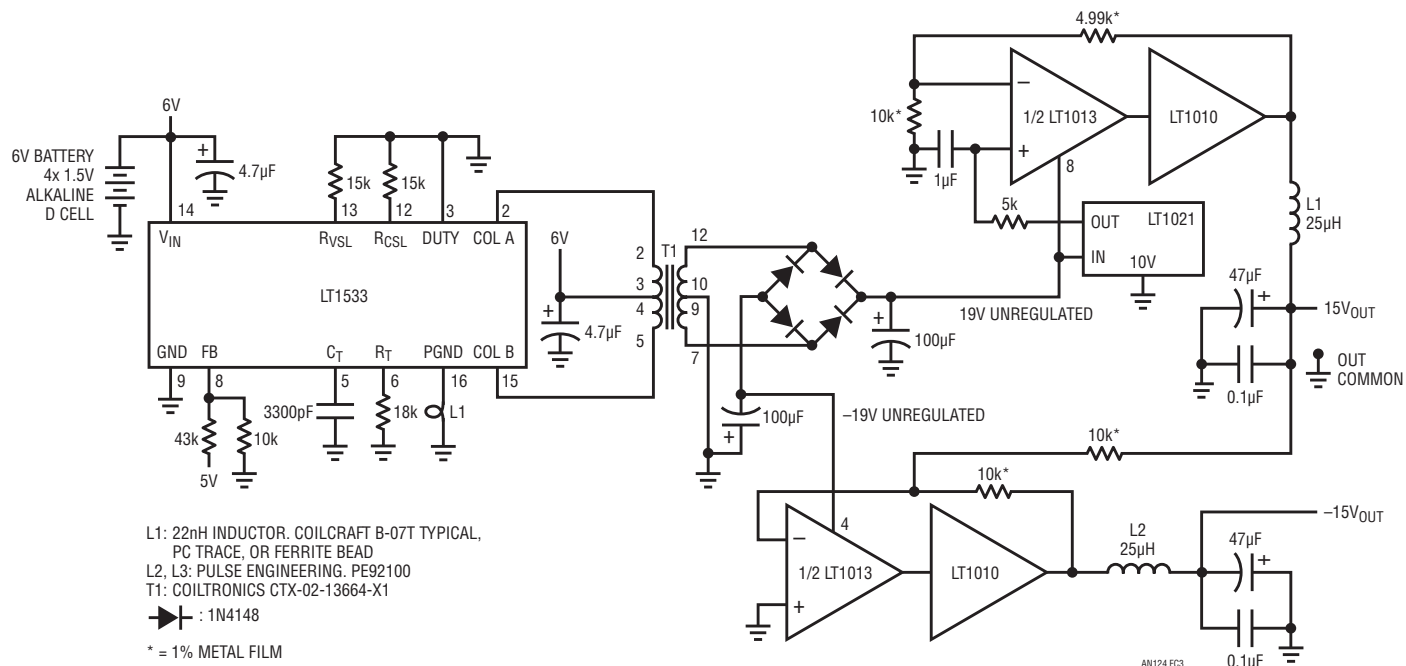 4.99k*
10k*
1µF
1/2 LT1013
LT1010
–
+
8
5k
OUT
IN
LT1021
10V
L1
25µH
47µF
+
15VOUT
OUT
COMMON
0.1µF
6V
6V BATTERY
4x 1.5V
ALKALINE
D CELL
+
4.7µF
15k
15k
14
13
12
3
2
VIN
RVSL
RCSL
DUTY
COL A
LT1533
GND
FB
CT
RT
PGND
COL B
9
8
5
6
16
15
43k
10k
5V
3300pF
18k
L1
6V
+
4.7µF
T1
2
3
4
5
12
10
9
7
+
100µF
19V UNREGULATED
100µF
+
–19V UNREGULATED
10k*
10k*
4
–
+
1/2 LT1013
LT1010
L2
25µH
–15VOUT
47µF
+
0.1µF
L1: 22nH INDUCTOR. COILCRAFT B-07T TYPICAL,
PC TRACE, OR FERRITE BEAD
L2, L3: PULSE ENGINEERING. PE92100
T1: COILTRONICS CTX-02-13664-X1
: 1N4148
* = 1% METAL FILM
AN124 FC3